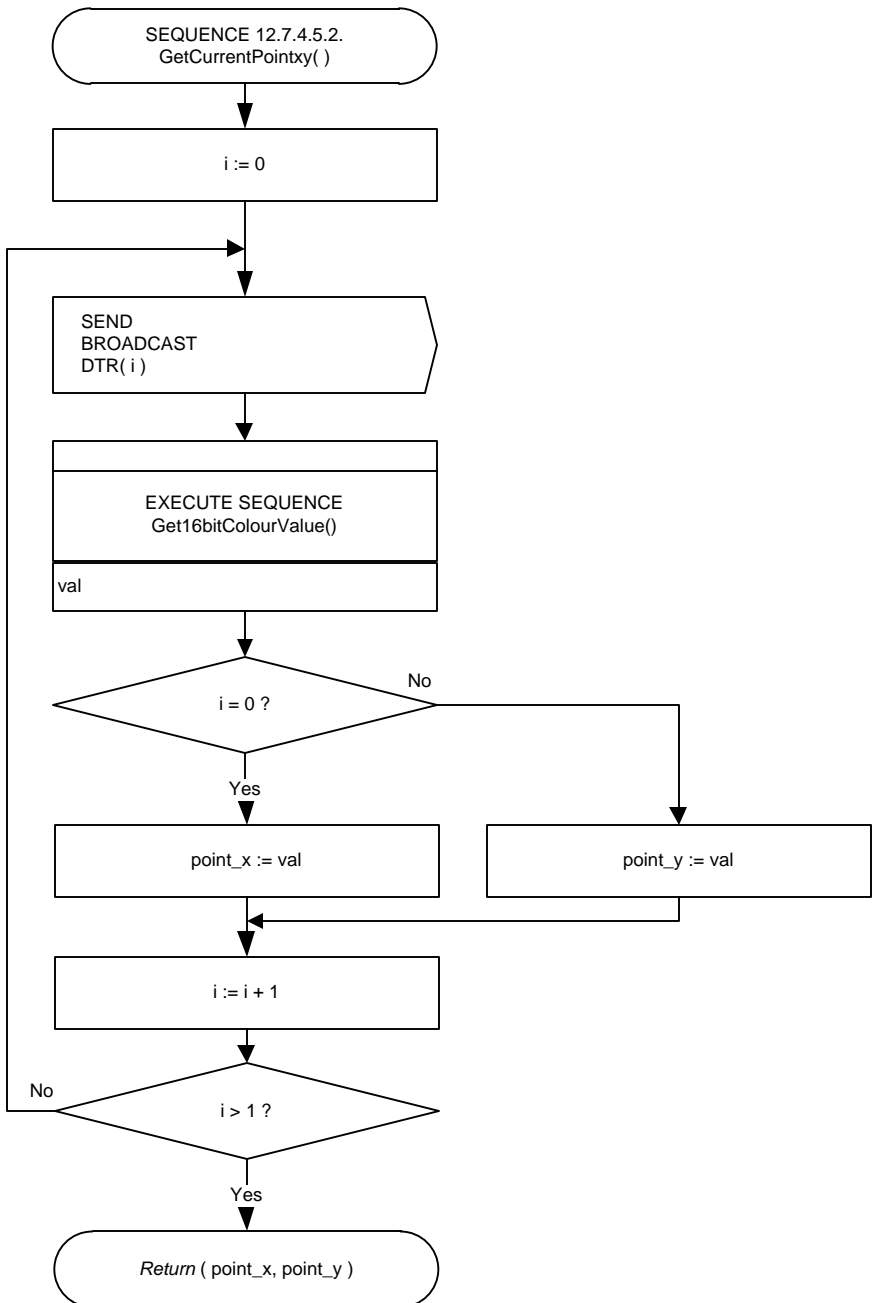 SEQUENCE 12.7.4.5.2.
GetCurrentPointxy( )
i := 0
SEND
BROADCAST
DTR( i )
EXECUTE SEQUENCE
Get16bitColourValue()
val
i = 0 ?
No
Yes
point_x := val
point_y := val
i := i + 1
No
i > 1 ?
Yes
Return ( point_x, point_y )